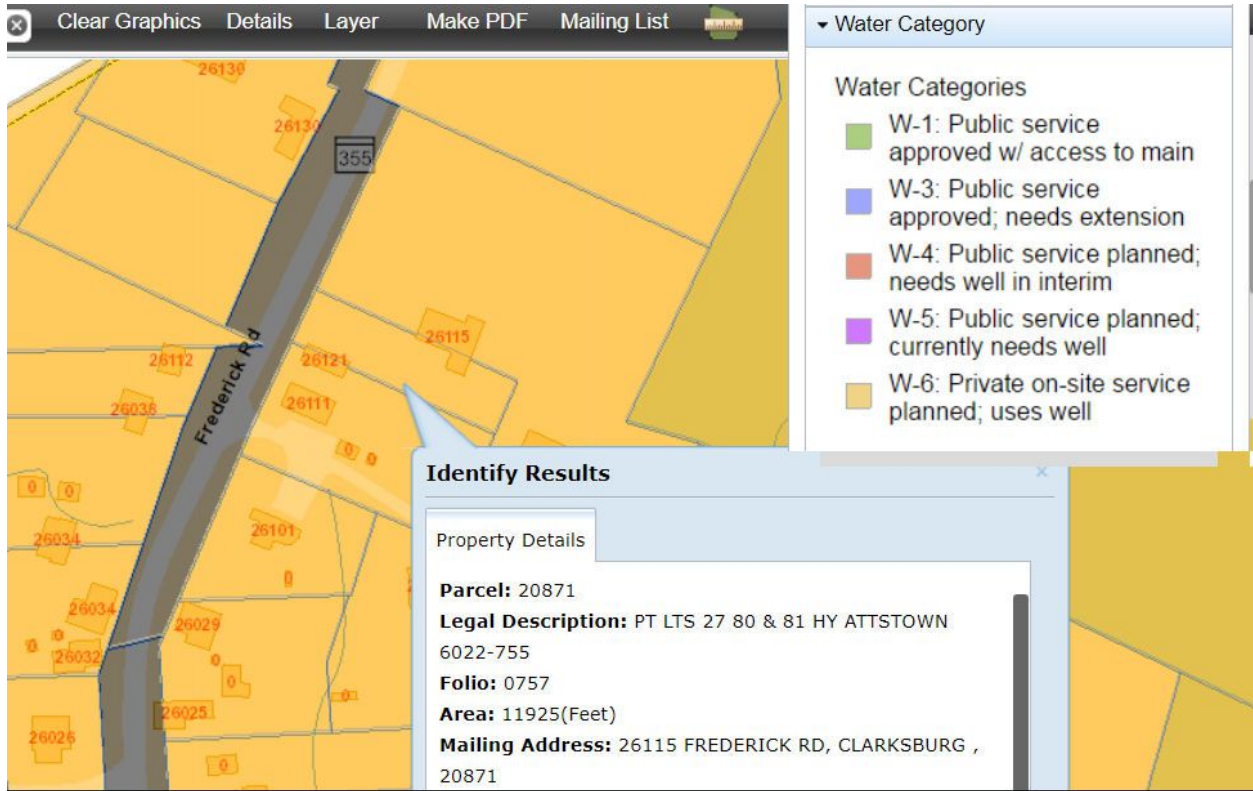 Clear Graphics Details Layer Make PDF Mailing List
Water Category
Water Categories
W-1: Public service
approved w/ access to main
W-3: Public service
approved; needs extension
W-4: Public service planned;
needs well in interim
W-5: Public service planned;
currently needs well
W-6: Private on-site service
planned; uses well
26130
26130
355
Frederick Rd
26115
26112
26121
26038
26111
0
0
0
0
26034
26101
0
26034
26029
0
0
0
26032
0
0
26025
26026
0
Identify Results
Property Details
Parcel: 20871
Legal Description: PT LTS 27 80 & 81 HY ATTSTOWN
6022-755
Folio: 0757
Area: 11925(Feet)
Mailing Address: 26115 FREDERICK RD, CLARKSBURG ,
20871